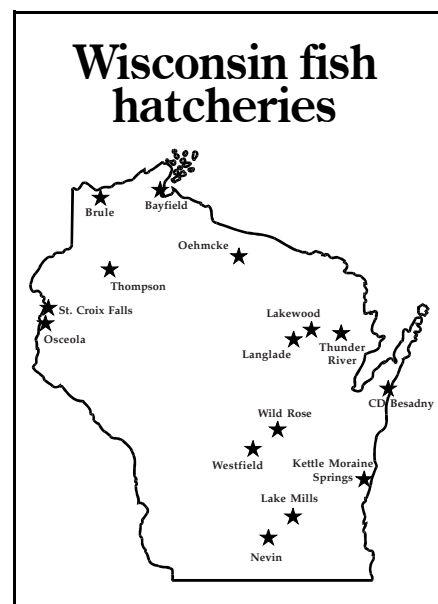 Wisconsin fish
hatcheries
Brule
Bayfield
Oehmcke
Thompson
St. Croix Falls
Osceola
Lakewood
Langlade
Thunder
River
CD Besadny
Wild Rose
Westfield
Kettle Moraine
Springs
Lake Mills
Nevin